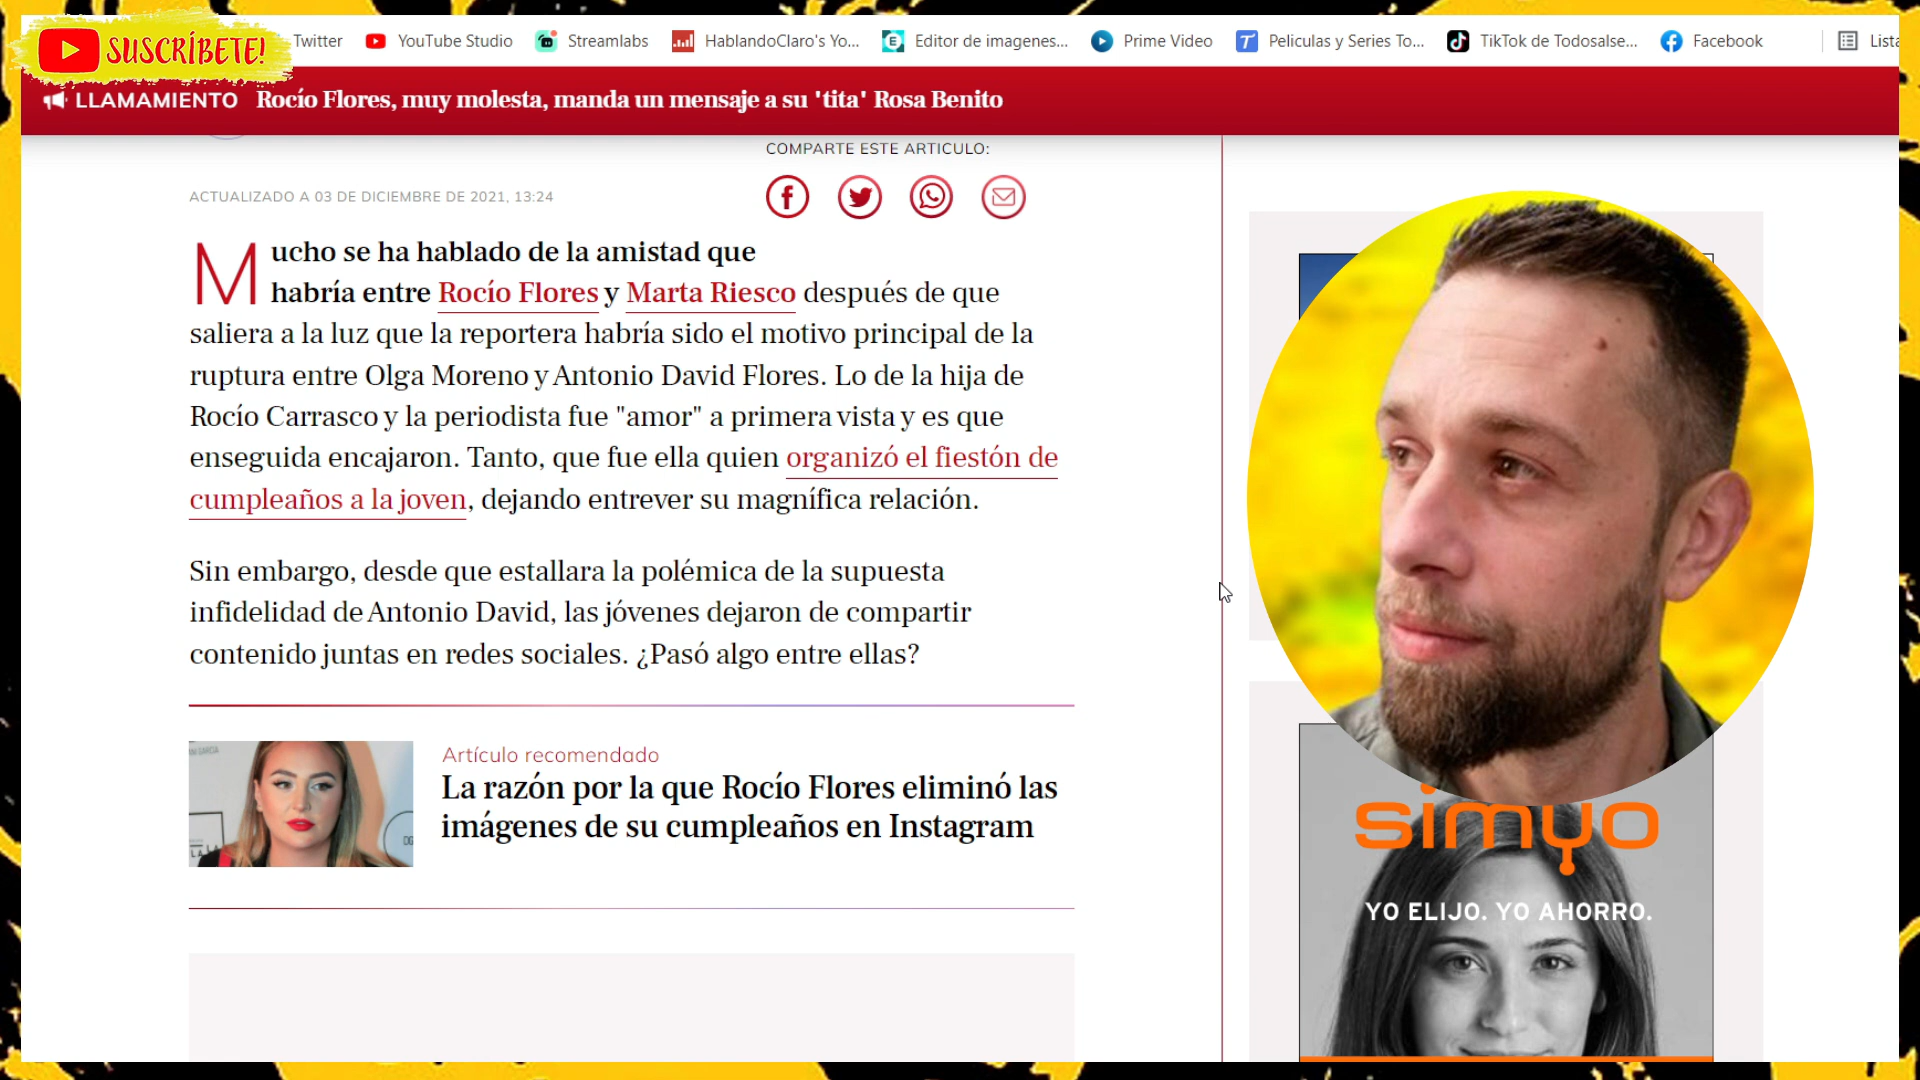 SUSCRÍBETE!
Twitter
YouTube Studio
Streamlabs
HablandoClaro's Yo...
Editor de imagenes...
Prime Video
Peliculas y Series To...
TikTok de Todosalse...
Facebook
LLAMAMIENTO Rocío Flores, muy molesta, manda un mensaje a su 'tita' Rosa Benito
COMPARTE ESTE ARTICULO:
ACTUALIZADO A 03 DE DICIEMBRE DE 2021, 13:24
Mucho se ha hablado de la amistad que
habría entre Rocío Flores y Marta Riesco después de que
saliera a la luz que la reportera habría sido el motivo principal de la
ruptura entre Olga Moreno y Antonio David Flores. Lo de la hija de
Rocío Carrasco y la periodista fue "amor" a primera vista y es que
enseguida encajaron. Tanto, que fue ella quien organizó el fiestón de
cumpleaños a la joven, dejando entrever su magnífica relación.
Sin embargo, desde que estallara la polémica de la supuesta
infidelidad de Antonio David, las jóvenes dejaron de compartir
contenido juntas en redes sociales. ¿Pasó algo entre ellas?
Artículo recomendado
La razón por la que Rocío Flores eliminó las
imágenes de su cumpleaños en Instagram
simyo
YO ELIJO. YO AHORRO.